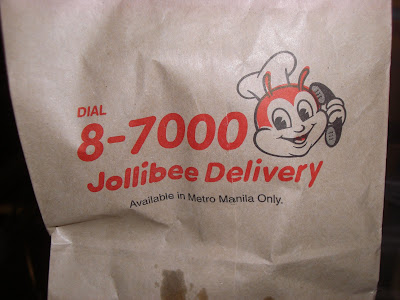 DIAL
8-7000
Jollibee Delivery
Available in Metro Manila Only.